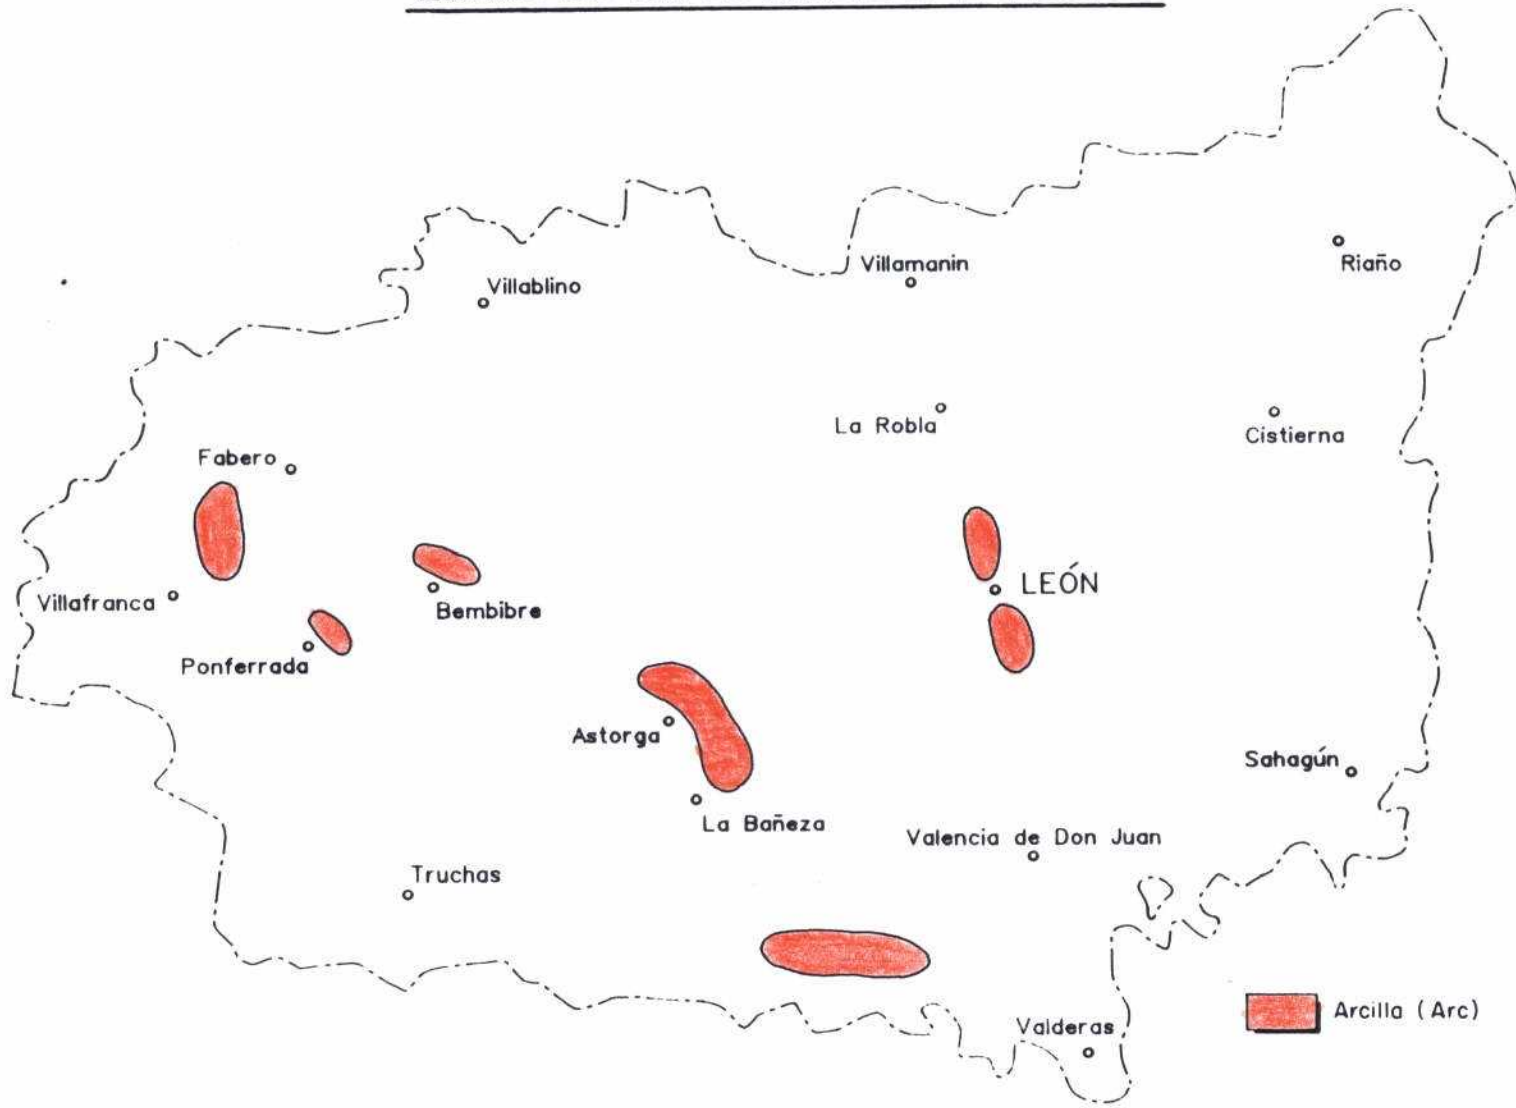 Villamanin
Riaño
Villablino
La Robla
Cistierna
Fabero
LEÓN
Villafranca
Bembibre
Ponferrada
Astorga
Sahagún
La Bañeza
Valencia de Don Juan
Truchas
Arcilla (Arc)
Valderas